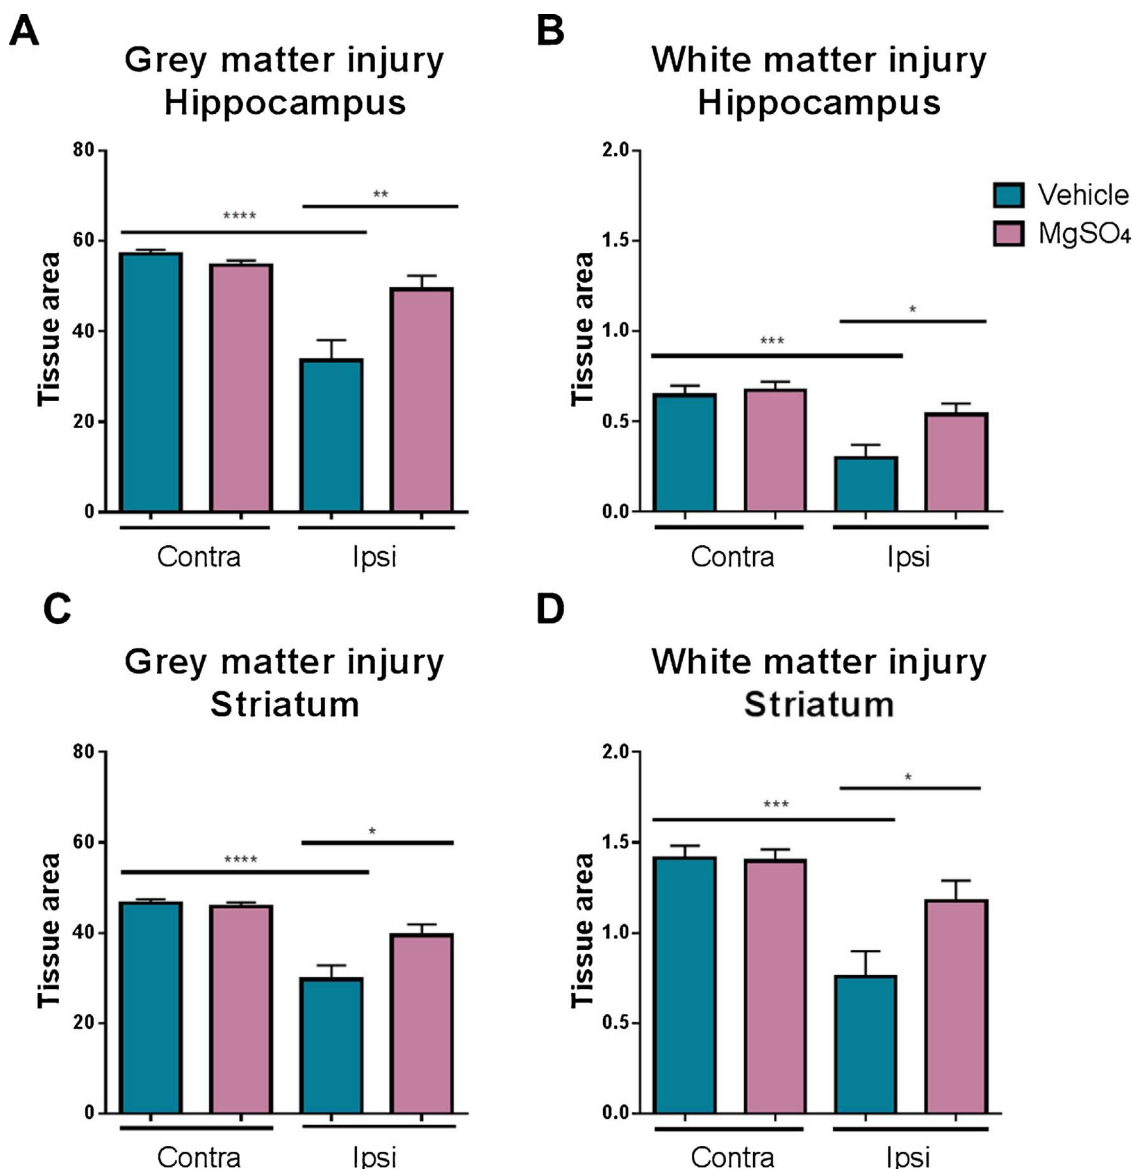 A
Grey matter injury
Hippocampus
80
60
40
20
0
Tissue area
****
**
Contra
Ipsi
B
White matter injury
Hippocampus
2.0
1.5
1.0
0.5
0.0
Tissue area
***
*
Contra
Ipsi
Vehicle
MgSO₄
C
Grey matter injury
Striatum
80
60
40
20
0
Tissue area
****
*
Contra
Ipsi
D
White matter injury
Striatum
2.0
1.5
1.0
0.5
0.0
Tissue area
***
*
Contra
Ipsi